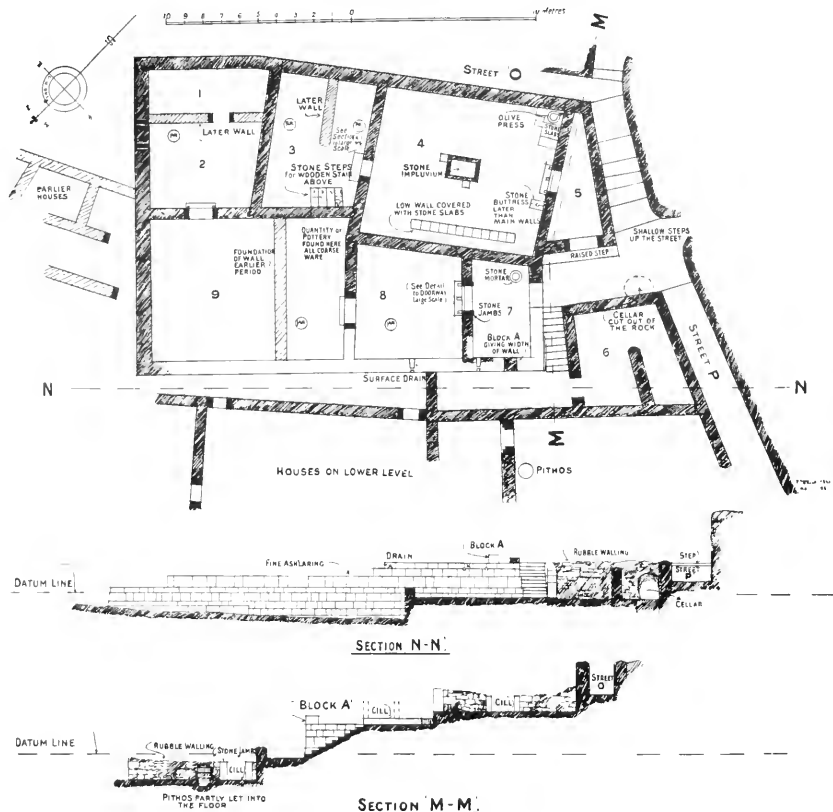 10 9 8 7 6 5 4 3 2 1 0 10 Metres
M
STREET O
1
LATER WALL
2
LATER
WALL
3
See
Section
Large
Scale
STONE STEPS
FOR WOODEN STAIR
ABOVE
4
STONE
IMPLUVIUM
OLIVE
PRESS
STONE
SLABS
5
STONE
BUTTRESS
LATER
THAN
MAIN WALLS
LOW WALL COVERED
WITH STONE SLABS
EARLIER
HOUSES
SHALLOW STEPS
UP THE STREET
RAISED STEP
FOUNDATION
OF WALL
EARLIER
PERIOD
QUANTITY OF
POTTERY
FOUND HERE
ALL COARSE
WARE
9
8
(See Detail
Large Scale)
STONE
MORTAR
STONE
JAMBS
7
BLOCK A
GIVING WIDTH
OF WALL
CELLAR
CUT OUT OF
THE ROCK
6
STREET P
SURFACE DRAIN
N N
M
HOUSES ON LOWER LEVEL
PITHOS
DATUM LINE
FINE ASHLARING
DRAIN
BLOCK A
RUBBLE WALLING
STEP
STREET
P
CELLAR
SECTION N-N'.
DATUM LINE
RUBBLE WALLING
STONE JAMBS
CILL
BLOCK A'
CILL
CILL
STREET
O
PITHOS PARTLY LET INTO
THE FLOOR
SECTION 'M-M'.